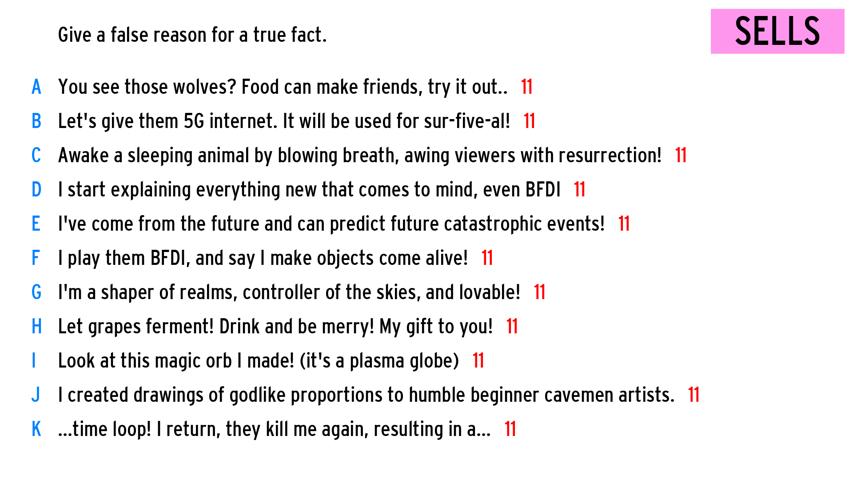 Give a false reason for a true fact.
SELLS
A You see those wolves? Food can make friends, try it out.. 11
B Let's give them 5G internet. It will be used for sur-five-al! 11
C Awake a sleeping animal by blowing breath, awing viewers with resurrection! 11
D I start explaining everything new that comes to mind, even BFDI 11
E I've come from the future and can predict future catastrophic events! 11
F I play them BFDI, and say I make objects come alive! 11
G I'm a shaper of realms, controller of the skies, and lovable! 11
H Let grapes ferment! Drink and be merry! My gift to you! 11
I Look at this magic orb I made! (it's a plasma globe) 11
J I created drawings of godlike proportions to humble beginner cavemen artists. 11
K ...time loop! I return, they kill me again, resulting in a... 11